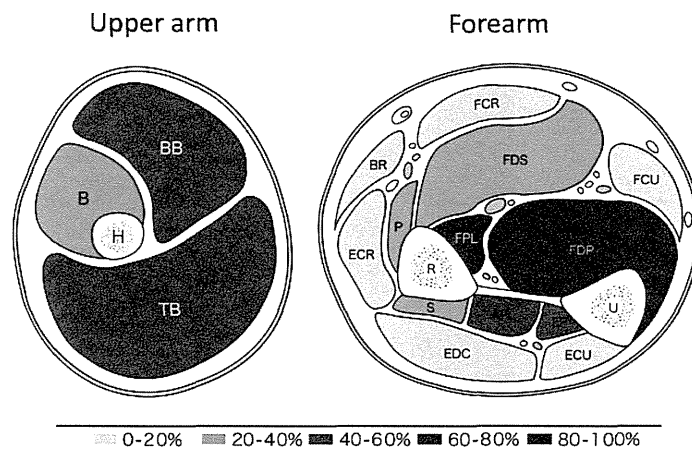 Upper arm Forearm
FCR
BB
BR FDS
B FCU
P
H ECR FPL FDP
R
TB S U
EDC ECU
0-20% 20-40% 40-60% 60-80% 80-100%